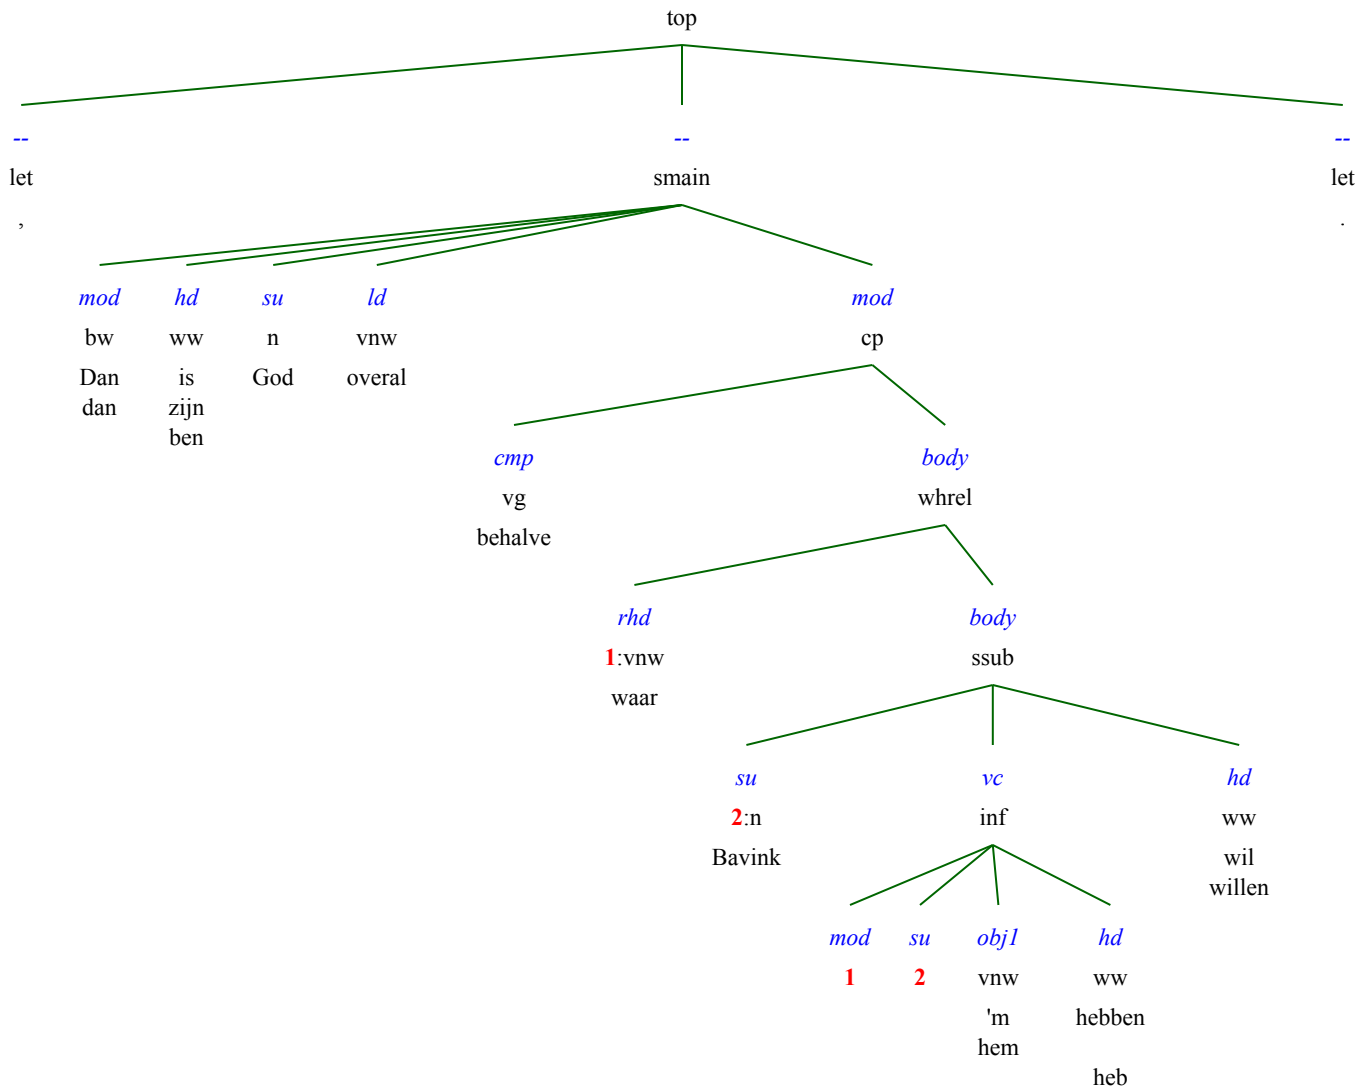 top
-- -- --
let smain let
, .
mod hd su ld mod
bw ww n vnw cp
Dan is God overal
dan zijn
ben
cmp body
vg whrel
behalve
rhd body
1:vnw ssub
waar
su vc hd
2:n inf ww
Bavink wil
willen
mod su obj1 hd
1 2 vnw ww
'm hebben
hem
heb